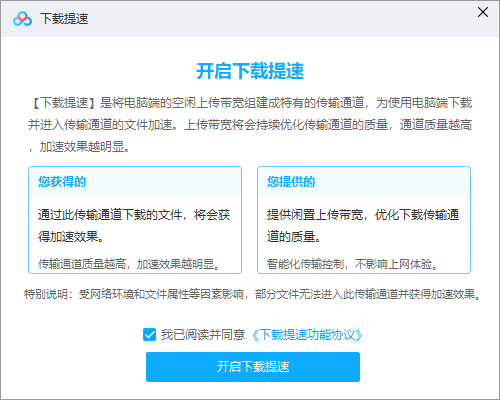 下载提速
开启下载提速
【下载提速】是将电脑端的空闲上传带宽组建成特有的传输通道，为使用电脑端下载
并进入传输通道的文件加速。上传带宽将会持续优化传输通道的质量，通道质量越高
，加速效果越明显。
您获得的
通过此传输通道下载的文件，将会获
得加速效果。
传输通道质量越高，加速效果越明显。
您提供的
提供闲置上传带宽，优化下载传输通
道的质量。
智能化传输控制，不影响上网体验。
特别说明：受网络环境和文件属性等因素影响，部分文件无法进入此传输通道并获得加速效果。
我已阅读并同意《下载提速功能协议》
开启下载提速